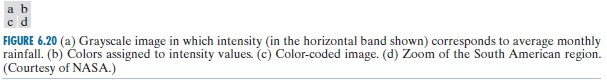 a b
c d
FIGURE 6.20 (a) Grayscale image in which intensity (in the horizontal band shown) corresponds to average monthly
rainfall. (b) Colors assigned to intensity values. (c) Color-coded image. (d) Zoom of the South American region.
(Courtesy of NASA.)